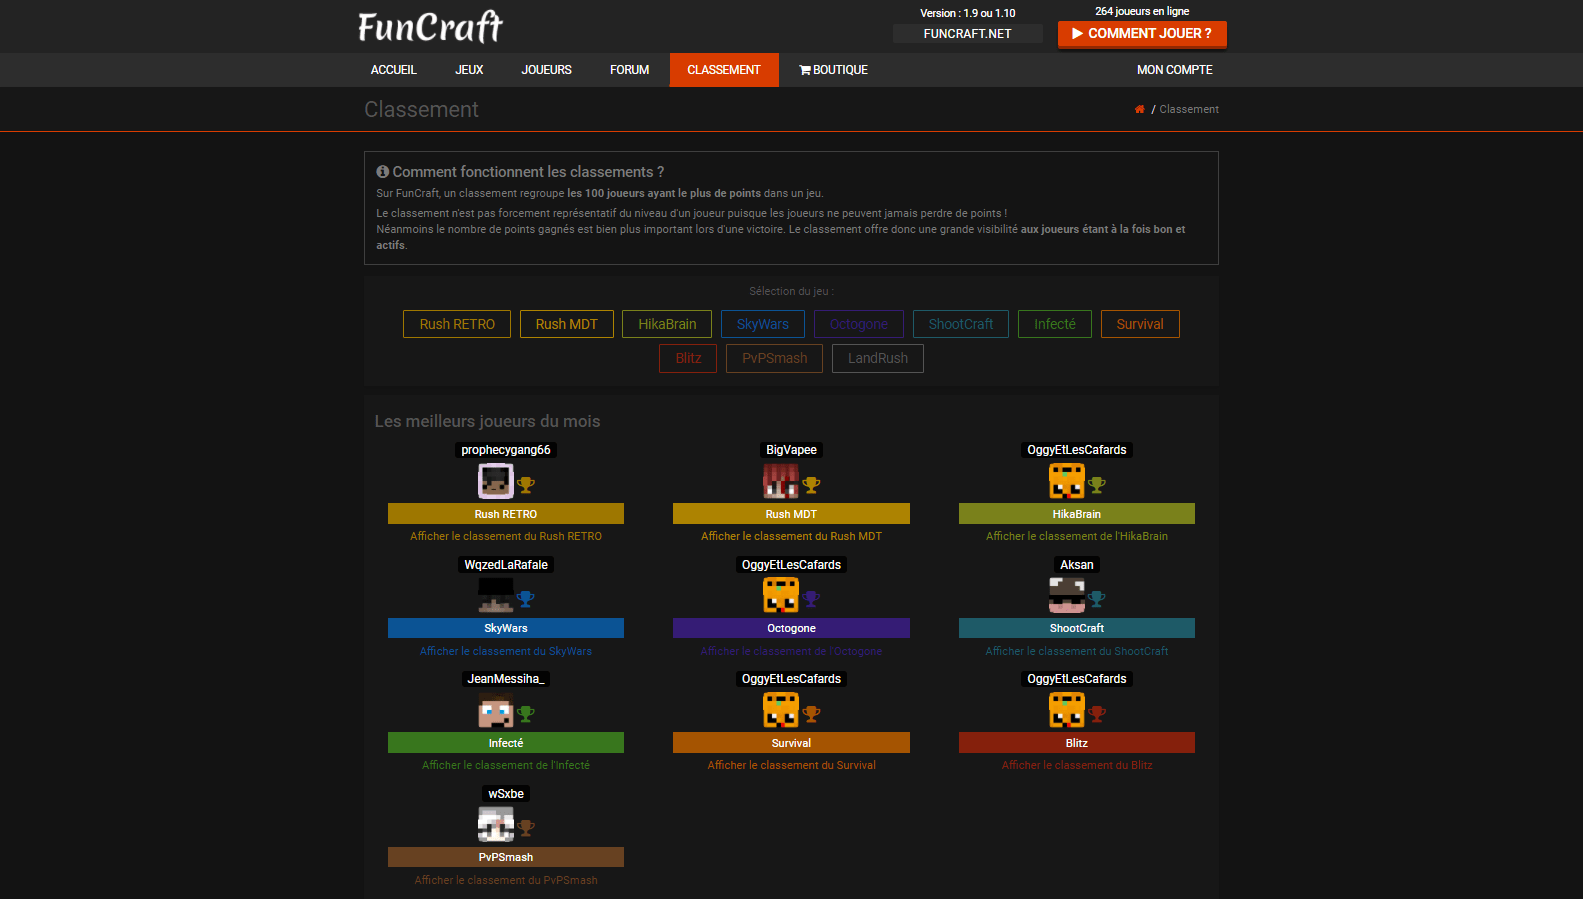 FunCraft
Version : 1.9 ou 1.10
FUNCRAFT.NET
264 joueurs en ligne
COMMENT JOUER ?
ACCUEIL JEUX JOUEURS FORUM CLASSEMENT BOUTIQUE MON COMPTE
Classement
/ Classement
Comment fonctionnent les classements ?
Sur FunCraft, un classement regroupe les 100 joueurs ayant le plus de points dans un jeu.
Le classement n'est pas forcement représentatif du niveau d'un joueur puisque les joueurs ne peuvent jamais perdre de points !
Néanmoins le nombre de points gagnés est bien plus important lors d'une victoire. Le classement offre donc une grande visibilité aux joueurs étant à la fois bon et
actifs.
Sélection du jeu :
Rush RETRO Rush MDT HikaBrain SkyWars Octogone ShootCraft Infecté Survival
Blitz PvPSmash LandRush
Les meilleurs joueurs du mois
prophecygang66 BigVapee OggyEtLesCafards
Rush RETRO Rush MDT HikaBrain
Afficher le classement du Rush RETRO Afficher le classement du Rush MDT Afficher le classement de l'HikaBrain
WqzedLaRafale OggyEtLesCafards Aksan
SkyWars Octogone ShootCraft
Afficher le classement du SkyWars Afficher le classement de l'Octogone Afficher le classement du ShootCraft
JeanMessiha_ OggyEtLesCafards OggyEtLesCafards
Infecté Survival Blitz
Afficher le classement de l'Infecté Afficher le classement du Survival Afficher le classement du Blitz
wSxbe
PvPSmash
Afficher le classement du PvPSmash